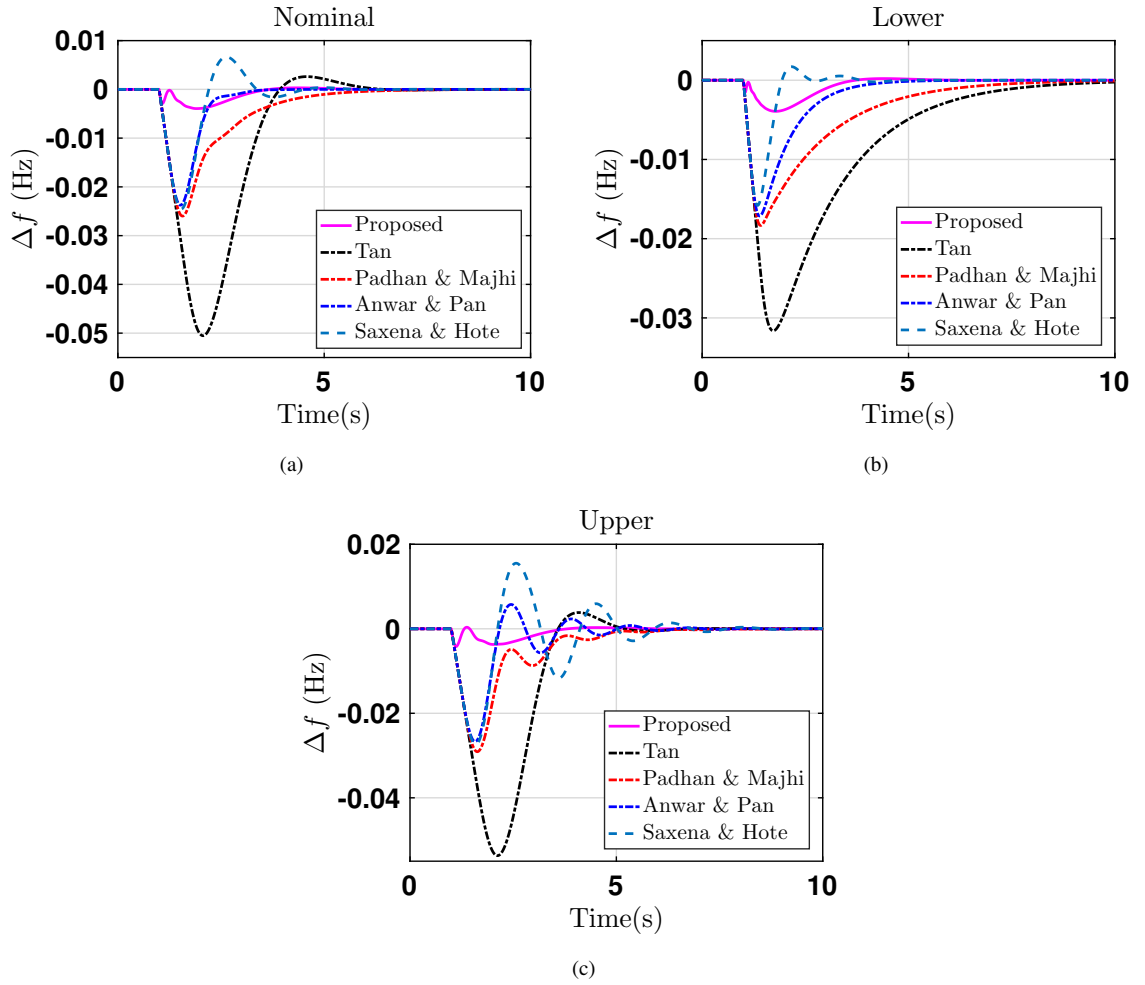 Nominal
0.01
0
-0.01
-0.02
-0.03
-0.04
-0.05
Δf (Hz)
Proposed
Tan
Padhan & Majhi
Anwar & Pan
Saxena & Hote
0
5
10
Time(s)
(a)
Lower
0
-0.01
-0.02
-0.03
Δf (Hz)
Proposed
Tan
Padhan & Majhi
Anwar & Pan
Saxena & Hote
0
5
10
Time(s)
(b)
Upper
0.02
0
-0.02
-0.04
Δf (Hz)
Proposed
Tan
Padhan & Majhi
Anwar & Pan
Saxena & Hote
0
5
10
Time(s)
(c)